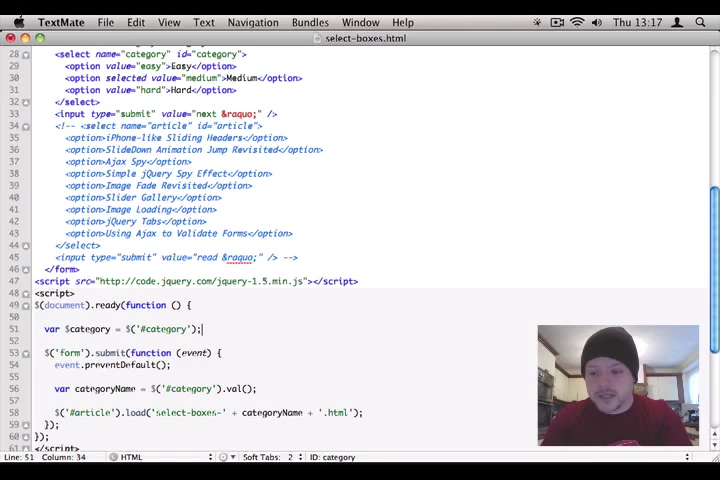 TextMate File Edit View Text Navigation Bundles Window Help Thu 13:17
select-boxes.html
28 <select name="category" id="category">
29 <option value="easy">Easy</option>
30 <option selected value="medium">Medium</option>
31 <option value="hard">Hard</option>
32 </select>
33 <input type="submit" value="next &raquo;" />
34 <!-- <select name="article" id="article">
35 <option>iPhone-like Sliding Headers</option>
36 <option>SlideDown Animation Jump Revisited</option>
37 <option>Ajax Spy</option>
38 <option>Simple jQuery Spy Effect</option>
39 <option>Image Fade Revisited</option>
40 <option>Slider Gallery</option>
41 <option>Image Loading</option>
42 <option>jQuery Tabs</option>
43 <option>Using Ajax to Validate Forms</option>
44 </select>
45 <input type="submit" value="read &raquo;" /> -->
46 </form>
47 <script src="http://code.jquery.com/jquery-1.5.min.js"></script>
48 <script>
49 $(document).ready(function () {
50
51 var $category = $('#category');
52
53 $('form').submit(function (event) {
54 event.preventDefault();
55
56 var categoryName = $('#category').val();
57
58 $('#article').load('select-boxes-' + categoryName + '.html');
59 });
60 });
61 </script>
Line: 51 Column: 34 HTML Soft Tabs: 2 ID: category